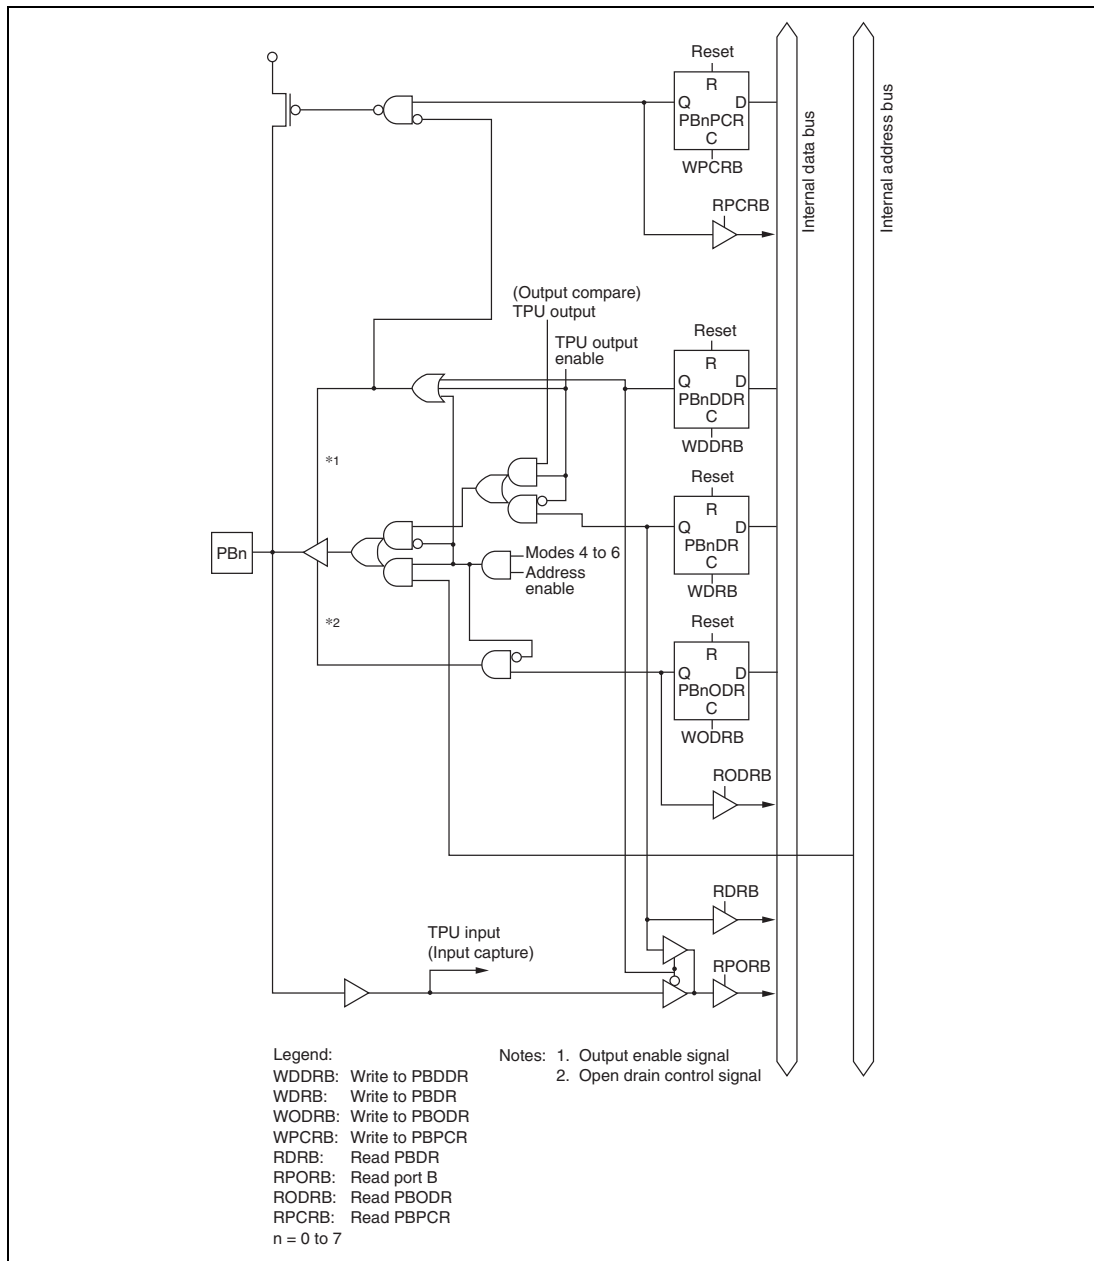 Reset
R
Q D
PBnPCR
C
WPCRB
RPCRB
Internal data bus
Internal address bus
(Output compare)
TPU output
TPU output
enable
Reset
R
Q D
PBnDDR
C
WDDRB
*1
Reset
R
Q D
PBnDR
C
WDRB
PBn
Modes 4 to 6
Address
enable
*2
Reset
R
Q D
PBnODR
C
WODRB
RODRB
RDRB
TPU input
(Input capture)
RPORB
Legend:
WDDRB: Write to PBDDR
WDRB: Write to PBDR
WODRB: Write to PBODR
WPCRB: Write to PBPCR
RDRB: Read PBDR
RPORB: Read port B
RODRB: Read PBODR
RPCRB: Read PBPCR
n = 0 to 7
Notes: 1. Output enable signal
2. Open drain control signal